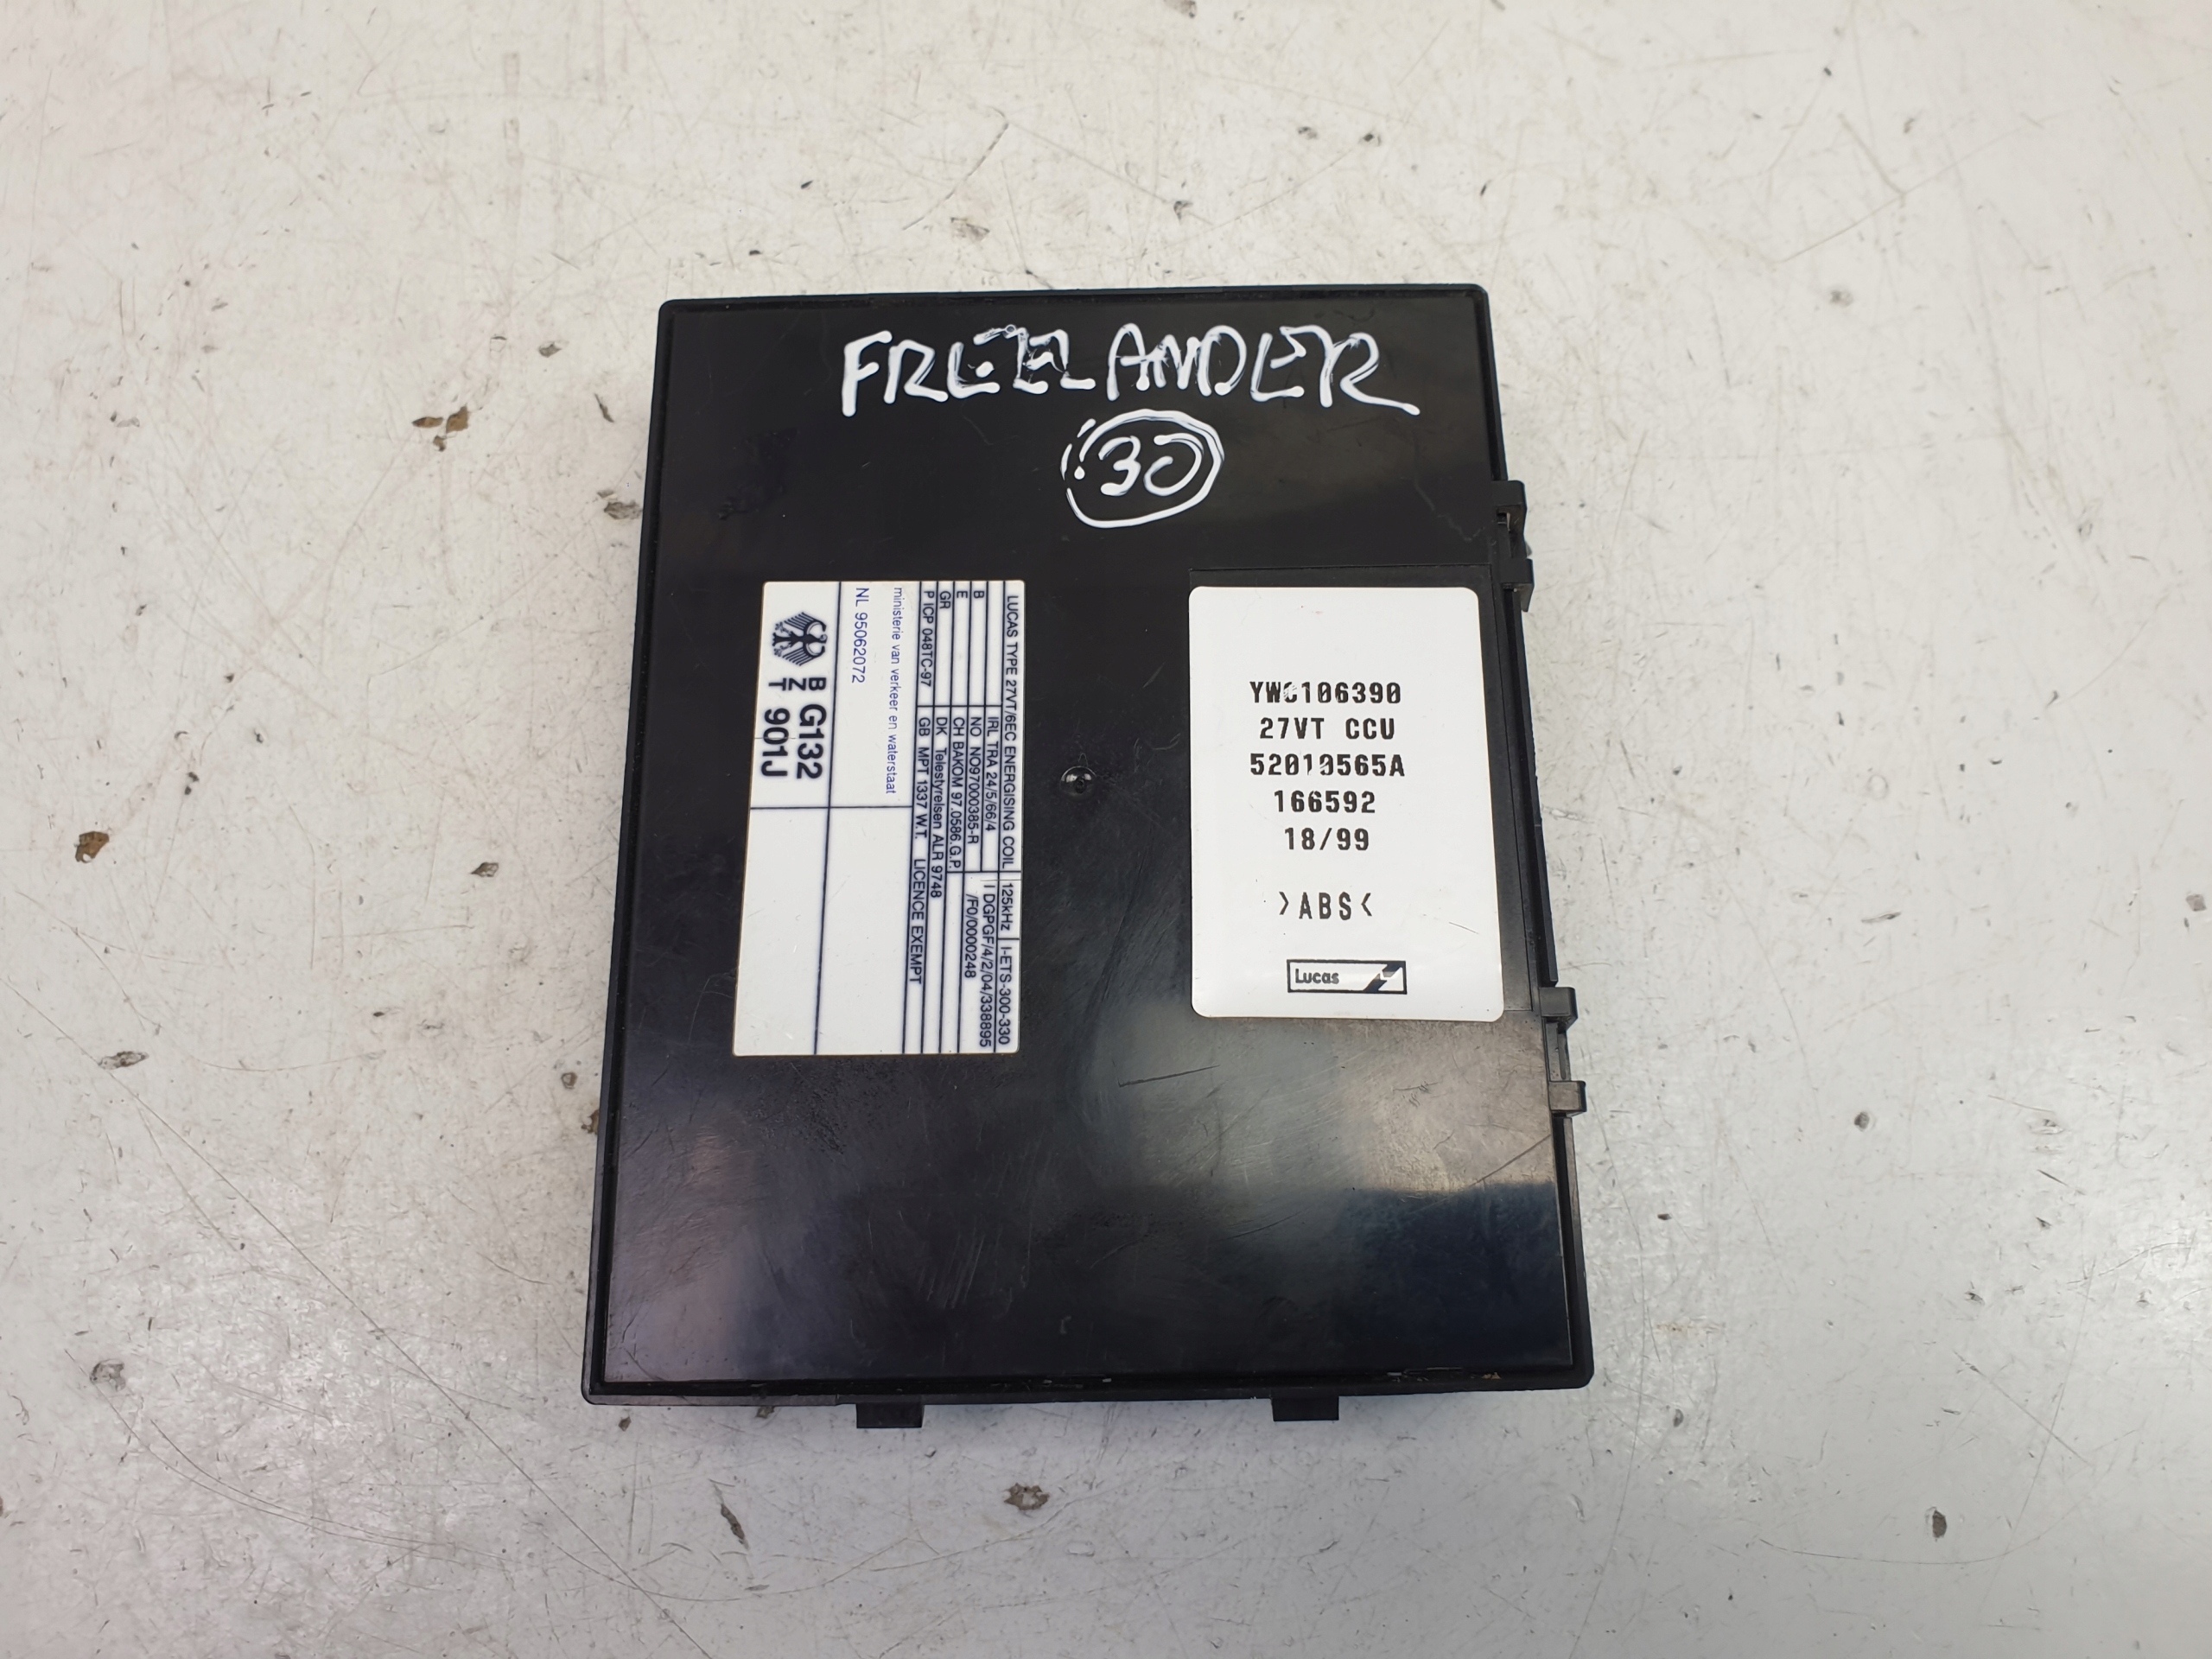 FREELANDER
30
YWC106390
27VT CCU
52010565A
166592
18/99
>ABS<
Lucas
LUCAS TYPE 27VT/6EC ENERGISING COIL 125kHz I-ETS-300-330
B IRL TRA 24/5/66/4 I DGPGF/4/2/04/338895
E NO NO97000385-R /F0/0000248
GR CH BAKOM 97.0586.G.P.
P ICP 048TC-97 DK Telestyrelsen ALR 9748
GB MPT 1337 W.T. LICENCE EXEMPT
ministerie van verkeer en waterstaat
NL 95062072
BZT G132 901J